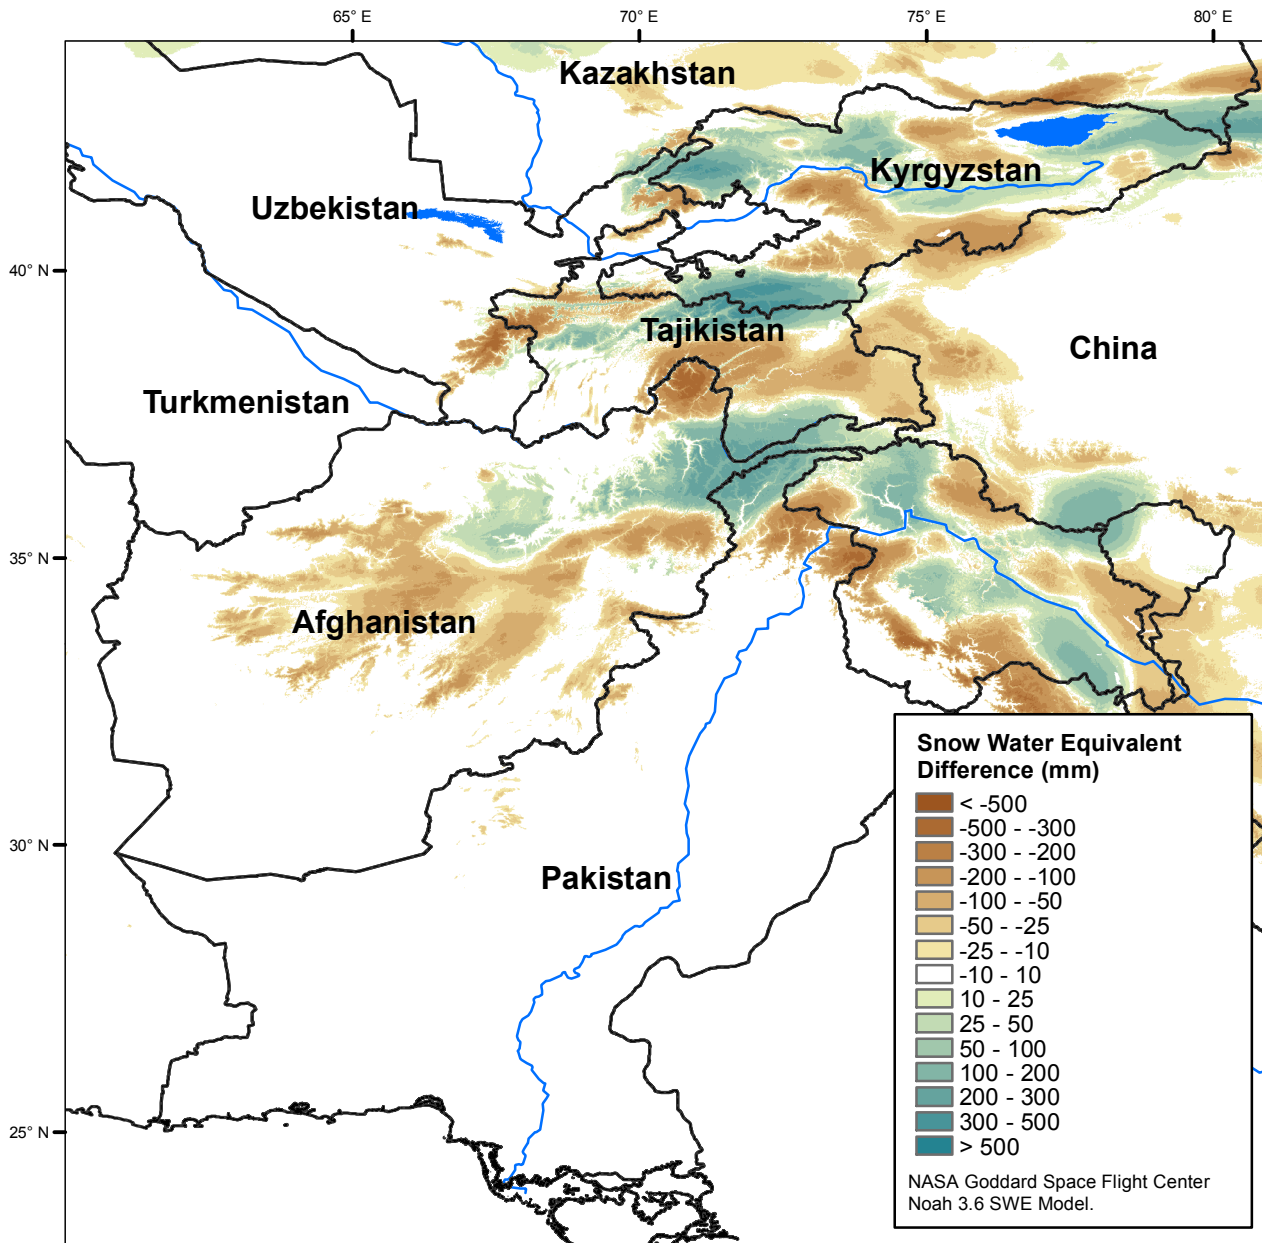 65° E
70° E
75° E
80° E
Kazakhstan
Kyrgyzstan
Uzbekistan
40° N
Tajikistan
China
Turkmenistan
35° N
Afghanistan
30° N
Pakistan
25° N
Snow Water Equivalent
Difference (mm)
< -500
-500 - -300
-300 - -200
-200 - -100
-100 - -50
-50 - -25
-25 - -10
-10 - 10
10 - 25
25 - 50
50 - 100
100 - 200
200 - 300
300 - 500
> 500
NASA Goddard Space Flight Center
Noah 3.6 SWE Model.